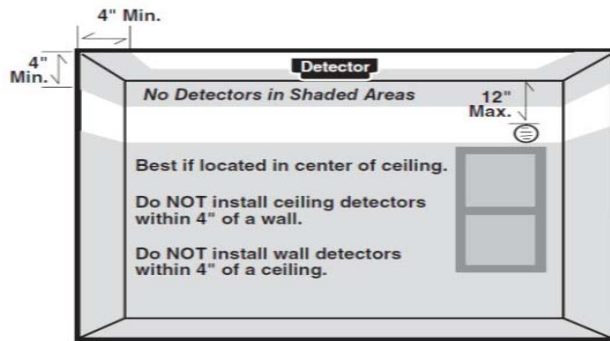 4" Min.
4"
Min.
Detector
No Detectors in Shaded Areas
12"
Max.
Best if located in center of ceiling.
Do NOT install ceiling detectors
within 4" of a wall.
Do NOT install wall detectors
within 4" of a ceiling.